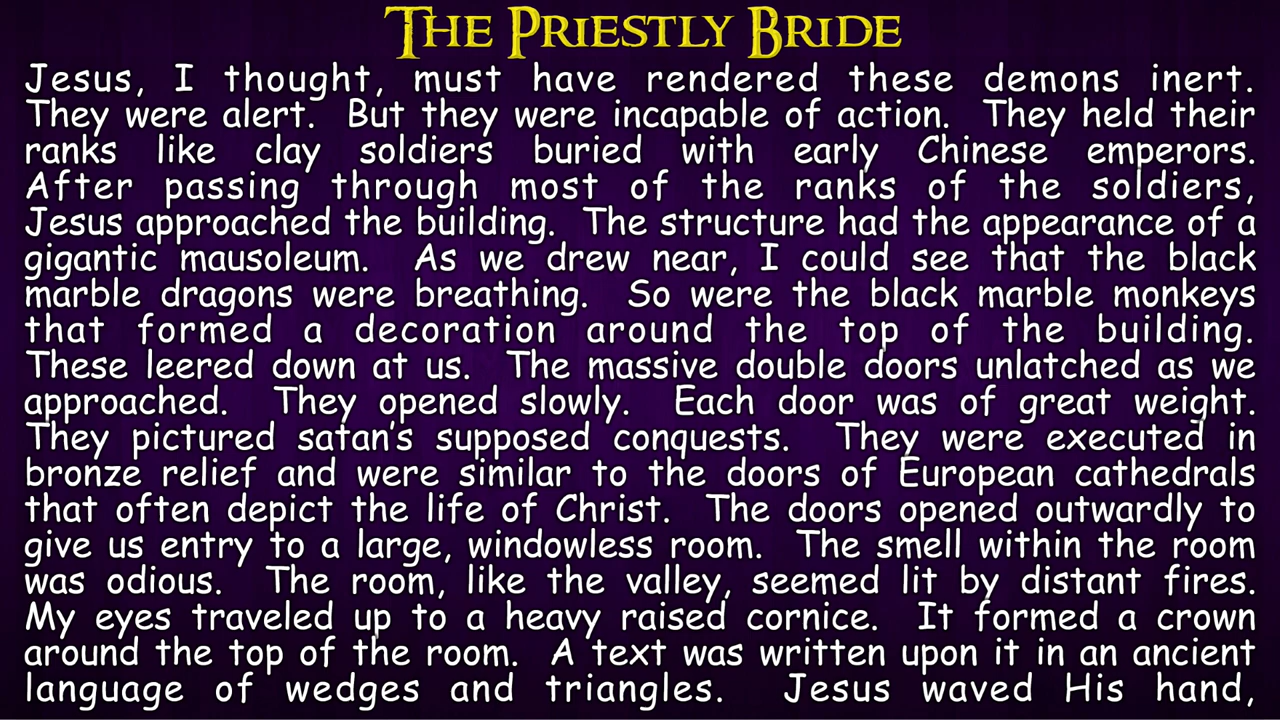 The Priestly Bride
Jesus, I thought, must have rendered these demons inert.
They were alert. But they were incapable of action. They held their
ranks like clay soldiers buried with early Chinese emperors.
After passing through most of the ranks of the soldiers,
Jesus approached the building. The structure had the appearance of a
gigantic mausoleum. As we drew near, I could see that the black
marble dragons were breathing. So were the black marble monkeys
that formed a decoration around the top of the building.
These leered down at us. The massive double doors unlatched as we
approached. They opened slowly. Each door was of great weight.
They pictured satan's supposed conquests. They were executed in
bronze relief and were similar to the doors of European cathedrals
that often depict the life of Christ. The doors opened outwardly to
give us entry to a large, windowless room. The smell within the room
was odious. The room, like the valley, seemed lit by distant fires.
My eyes traveled up to a heavy raised cornice. It formed a crown
around the top of the room. A text was written upon it in an ancient
language of wedges and triangles. Jesus waved His hand,